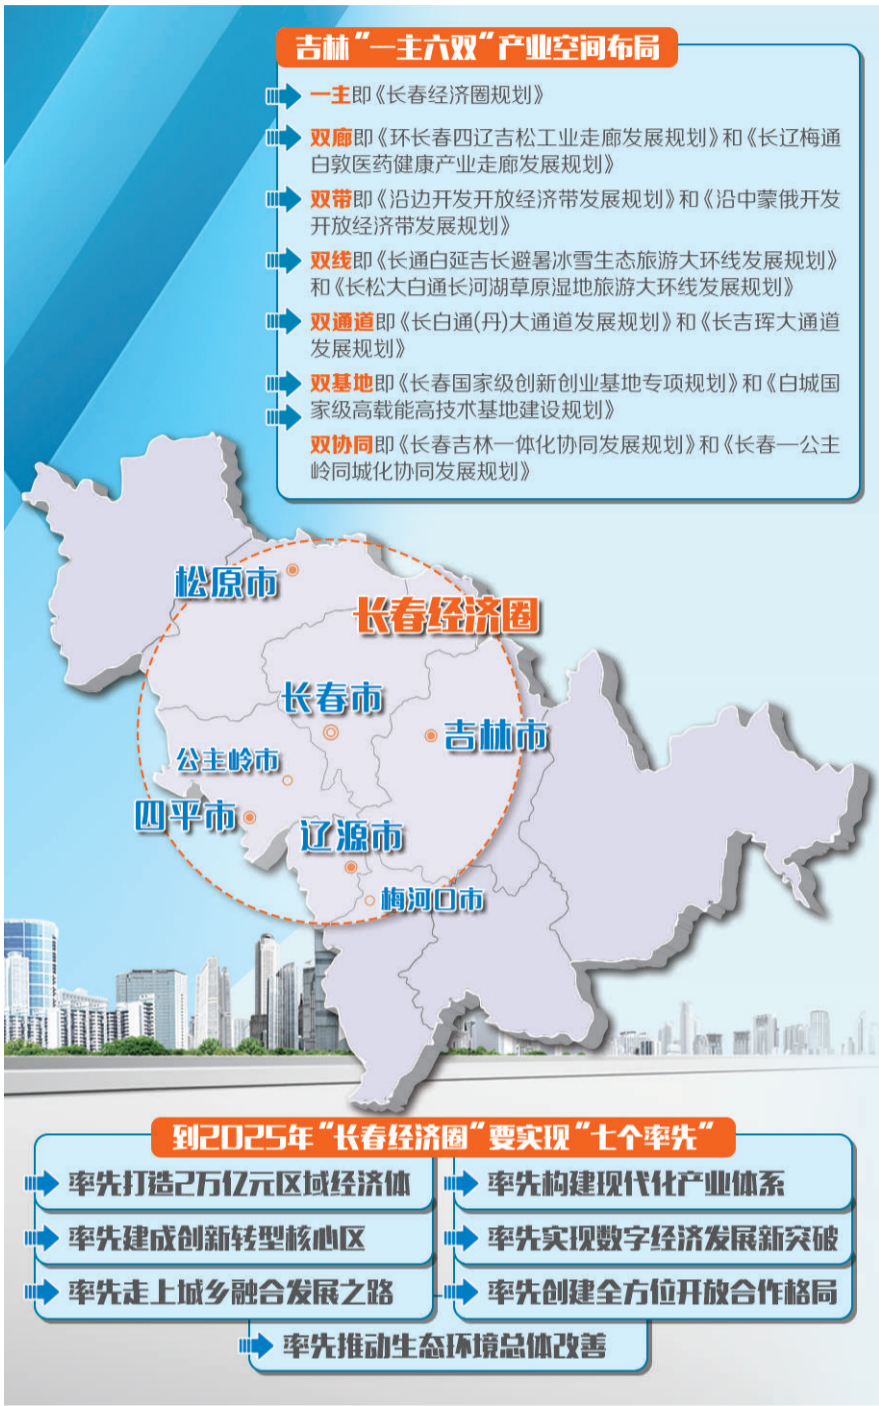 吉林“一主六双”产业空间布局
一主即《长春经济圈规划》
双廊即《环长春四辽吉松工业走廊发展规划》和《长辽梅通
白敦医药健康产业走廊发展规划》
双带即《沿边开发开放经济带发展规划》和《沿中蒙俄开发
开放经济带发展规划》
双线即《长通白延吉长避暑冰雪生态旅游大环线发展规划》
和《长松大白通长河湖草原湿地旅游大环线发展规划》
双通道即《长白通(丹)大通道发展规划》和《长吉珲大通道
发展规划》
双基地即《长春国家级创新创业基地专项规划》和《白城国
家级高载能高技术基地建设规划》
双协同即《长春吉林一体化协同发展规划》和《长春—公主
岭同城化协同发展规划》
松原市
长春经济圈
长春市
吉林市
公主岭市
四平市
辽源市
梅河口市
到2025年“长春经济圈”要实现“七个率先”
率先打造2万亿元区域经济体
率先构建现代化产业体系
率先建成创新转型核心区
率先实现数字经济发展新突破
率先走上城乡融合发展之路
率先创建全方位开放合作格局
率先推动生态环境总体改善